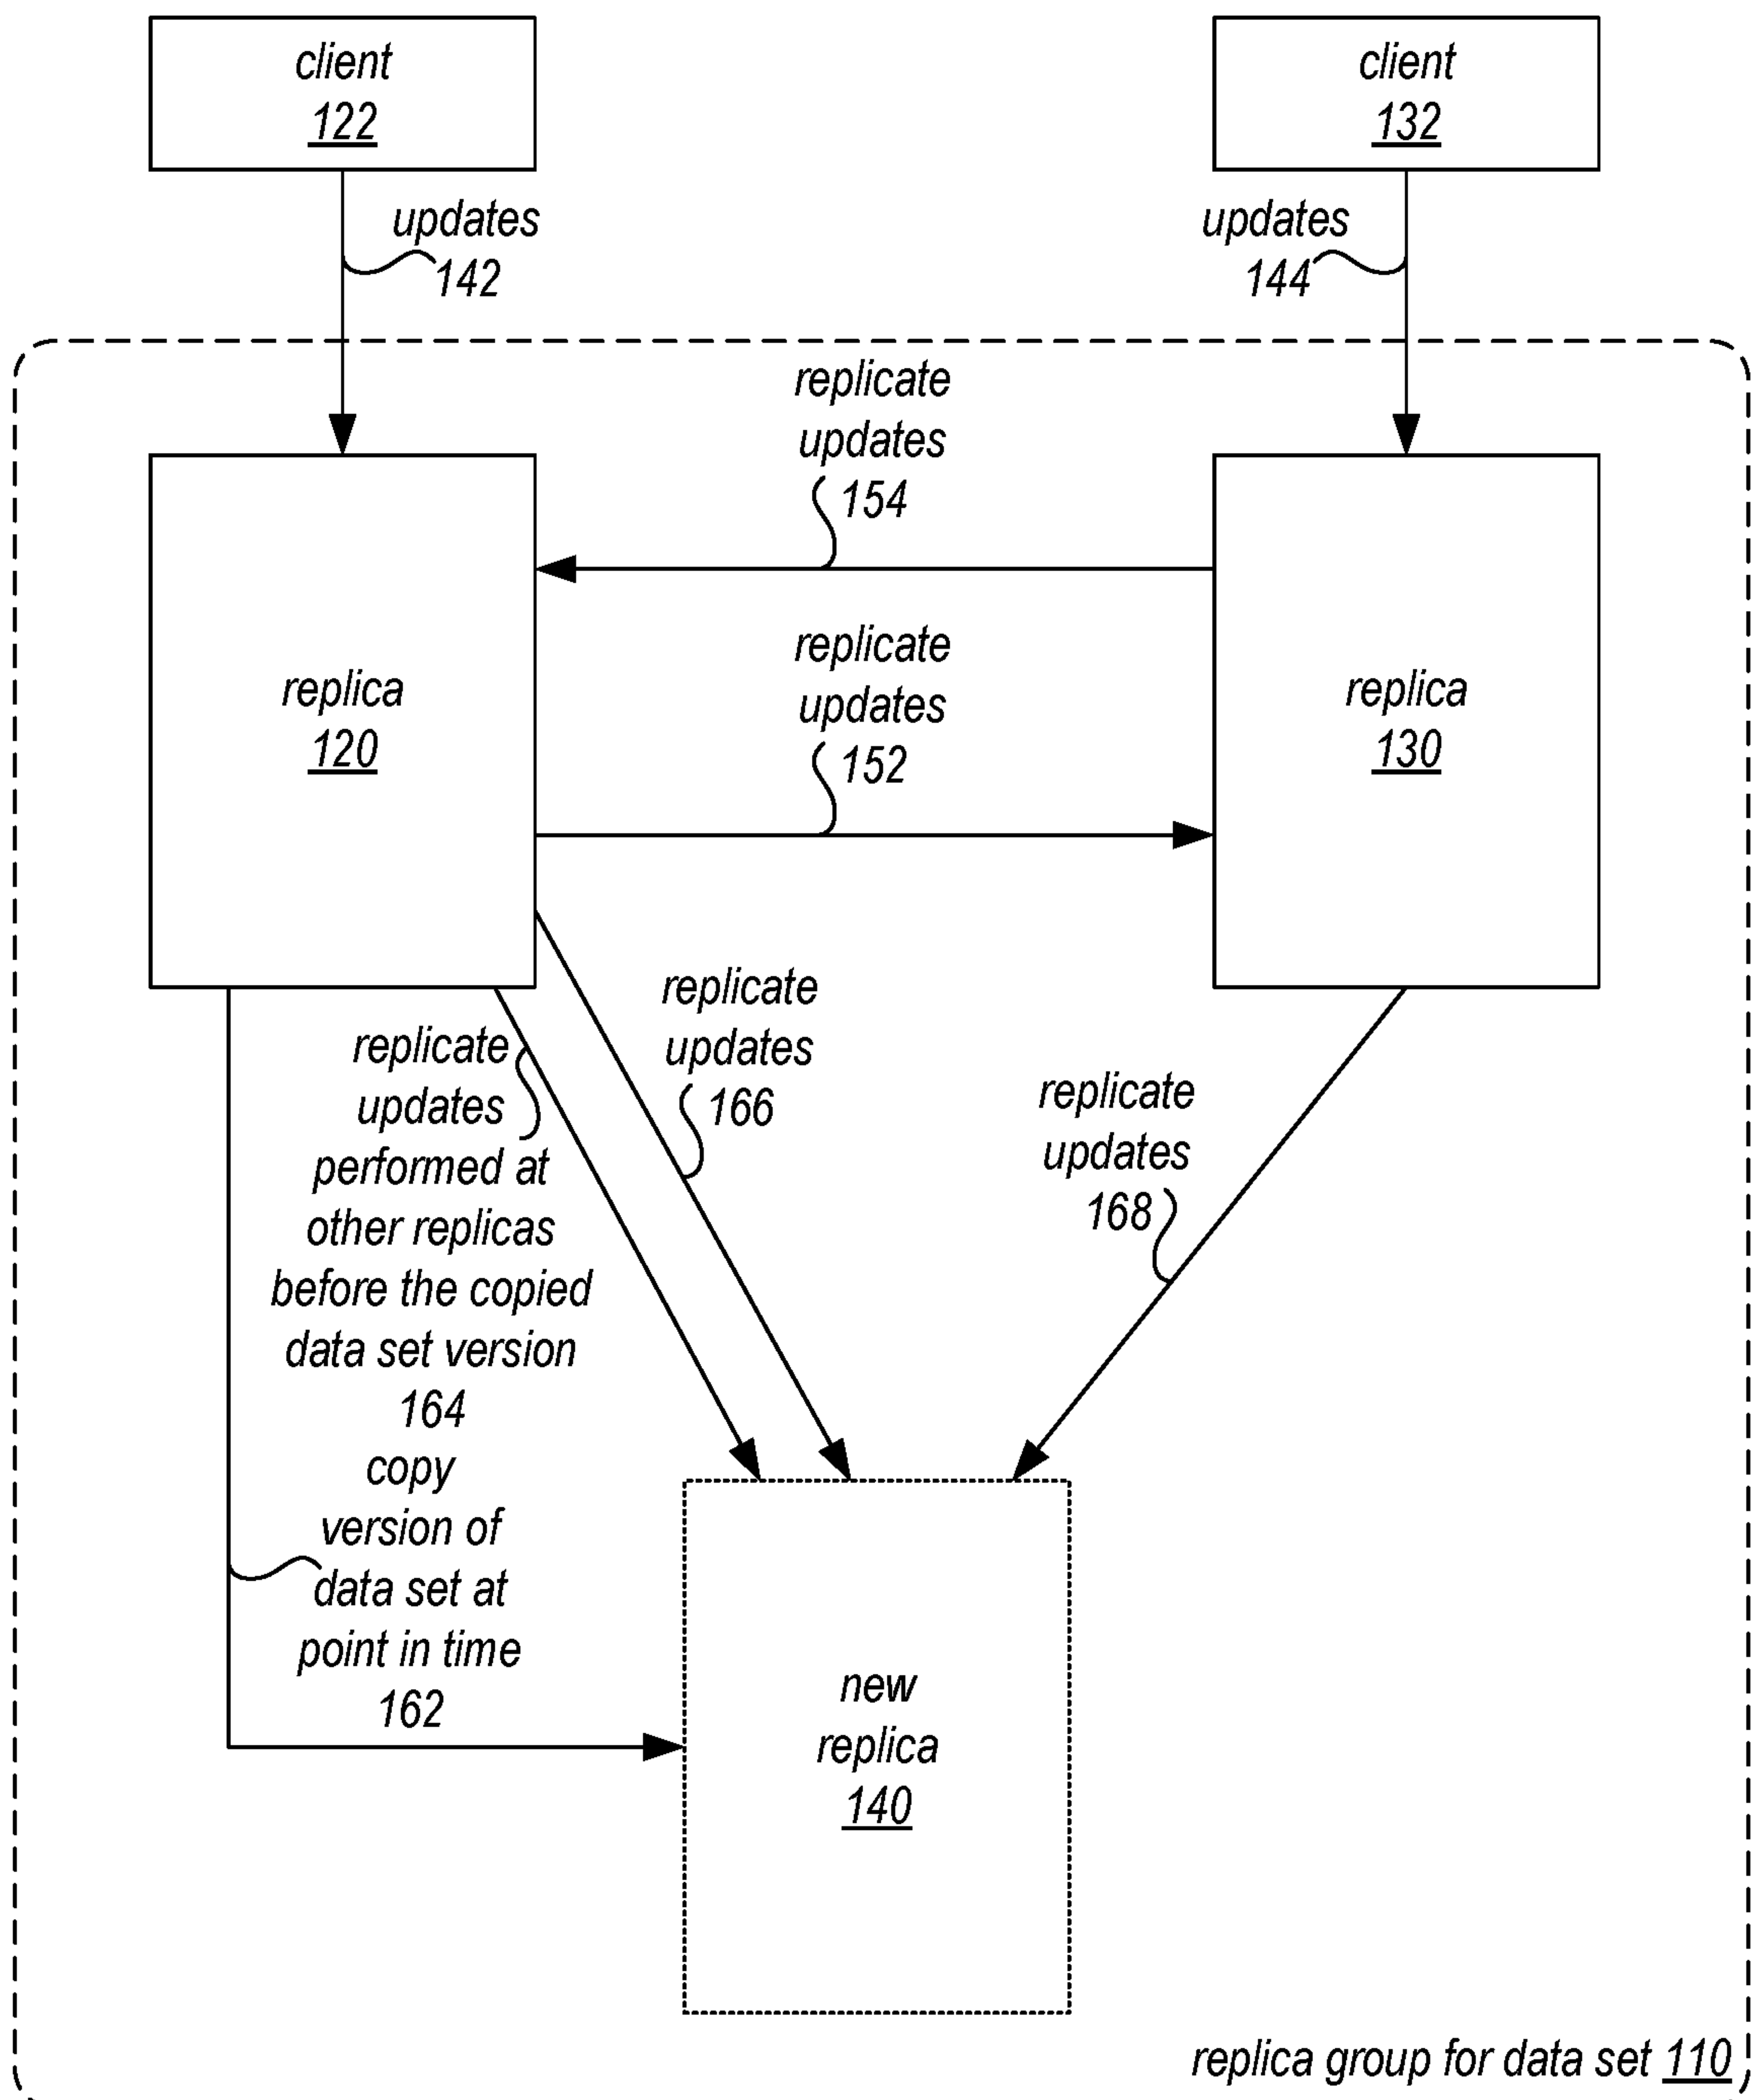 client
122
client
132
updates
142
updates
144
replicate
updates
154
replicate
updates
152
replica
120
replica
130
replicate
updates
166
replicate
updates
performed at
other replicas
before the copied
data set version
164
replicate
updates
168
copy
version of
data set at
point in time
162
new
replica
140
replica group for data set 110